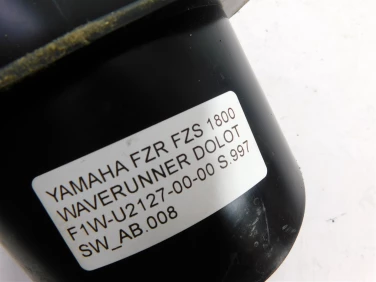 YAMAHA FZR FZS 1800
WAVERUNNER DOLOT
F1W-U2127-00-00 S.997
SW_AB.008